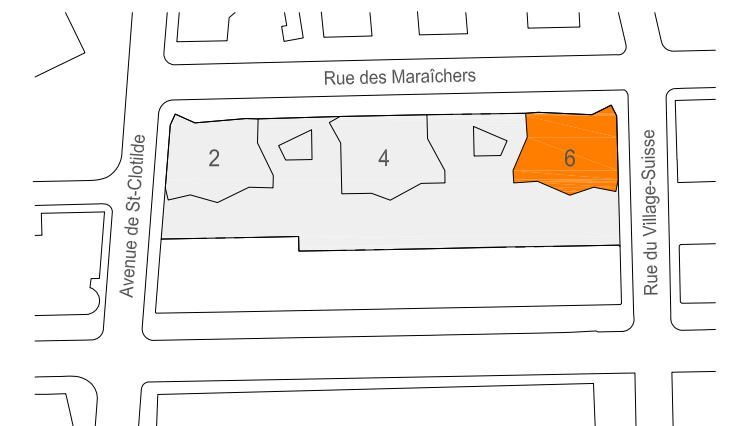 Rue des Maraîchers
2
4
6
Avenue de St-Clotilde
Rue du Village-Suisse